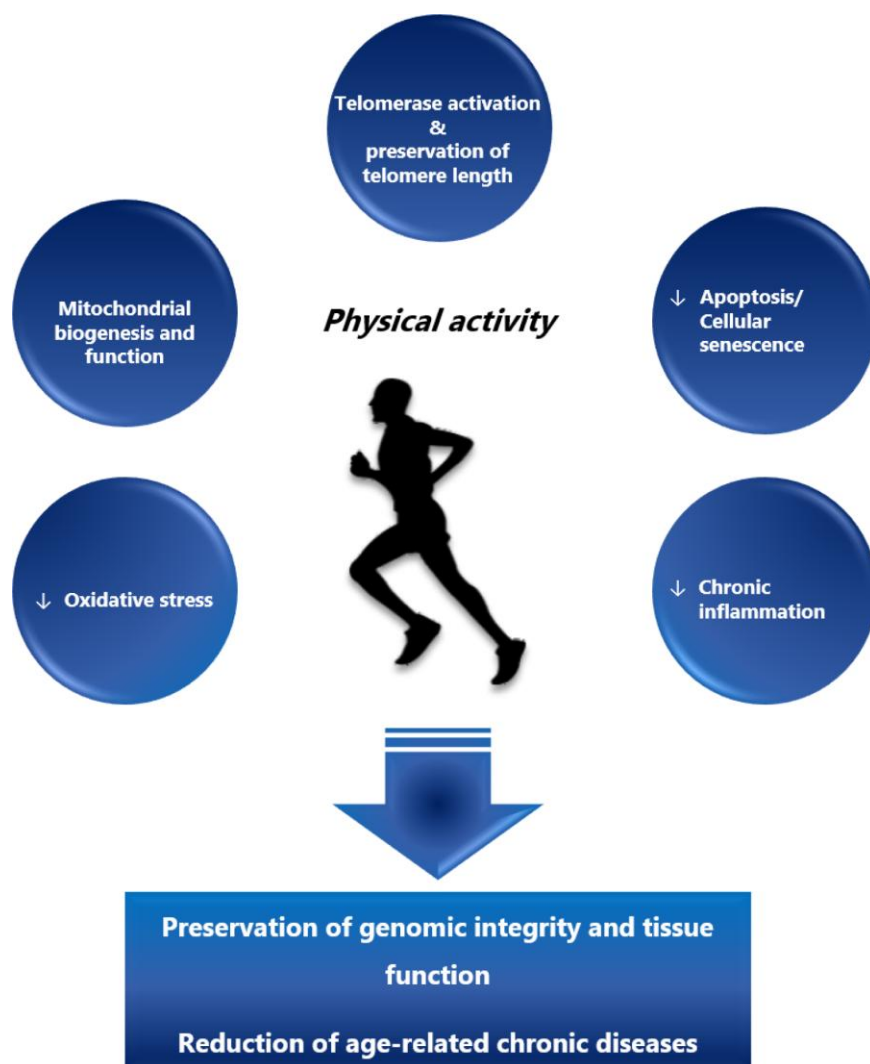 Telomerase activation
&
preservation of
telomere length
Mitochondrial
biogenesis and
function
Physical activity
↓ Apoptosis/
Cellular
senescence
↓ Oxidative stress
↓ Chronic
inflammation
Preservation of genomic integrity and tissue
function
Reduction of age-related chronic diseases